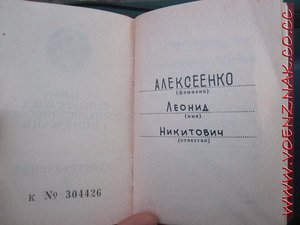 АЛЕКСЕЕНКО
(фамилия)
Леонид
(имя)
Никитович
(отчество)
К № 304426
www.VOENZNAK.co.cc